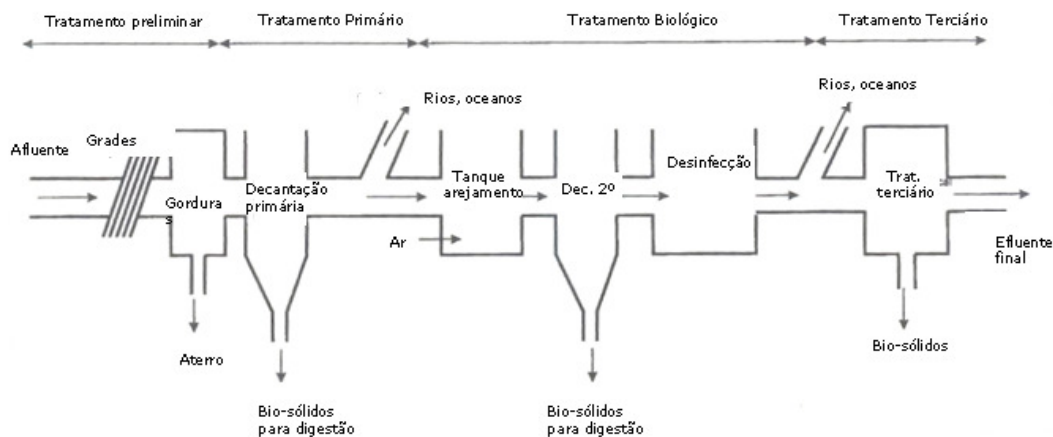 Tratamento preliminar
Tratamento Primário
Tratamento Biológico
Tratamento Terciário
Rios, oceanos
Rios, oceanos
Afluente
Grades
Gordura
s
Decantação
primária
Tanque
arejamento
Dec. 2º
Desinfecção
Trat.
terciário
Ar
Efluente
final
Aterro
Bio-sólidos
Bio-sólidos
para digestão
Bio-sólidos
para digestão